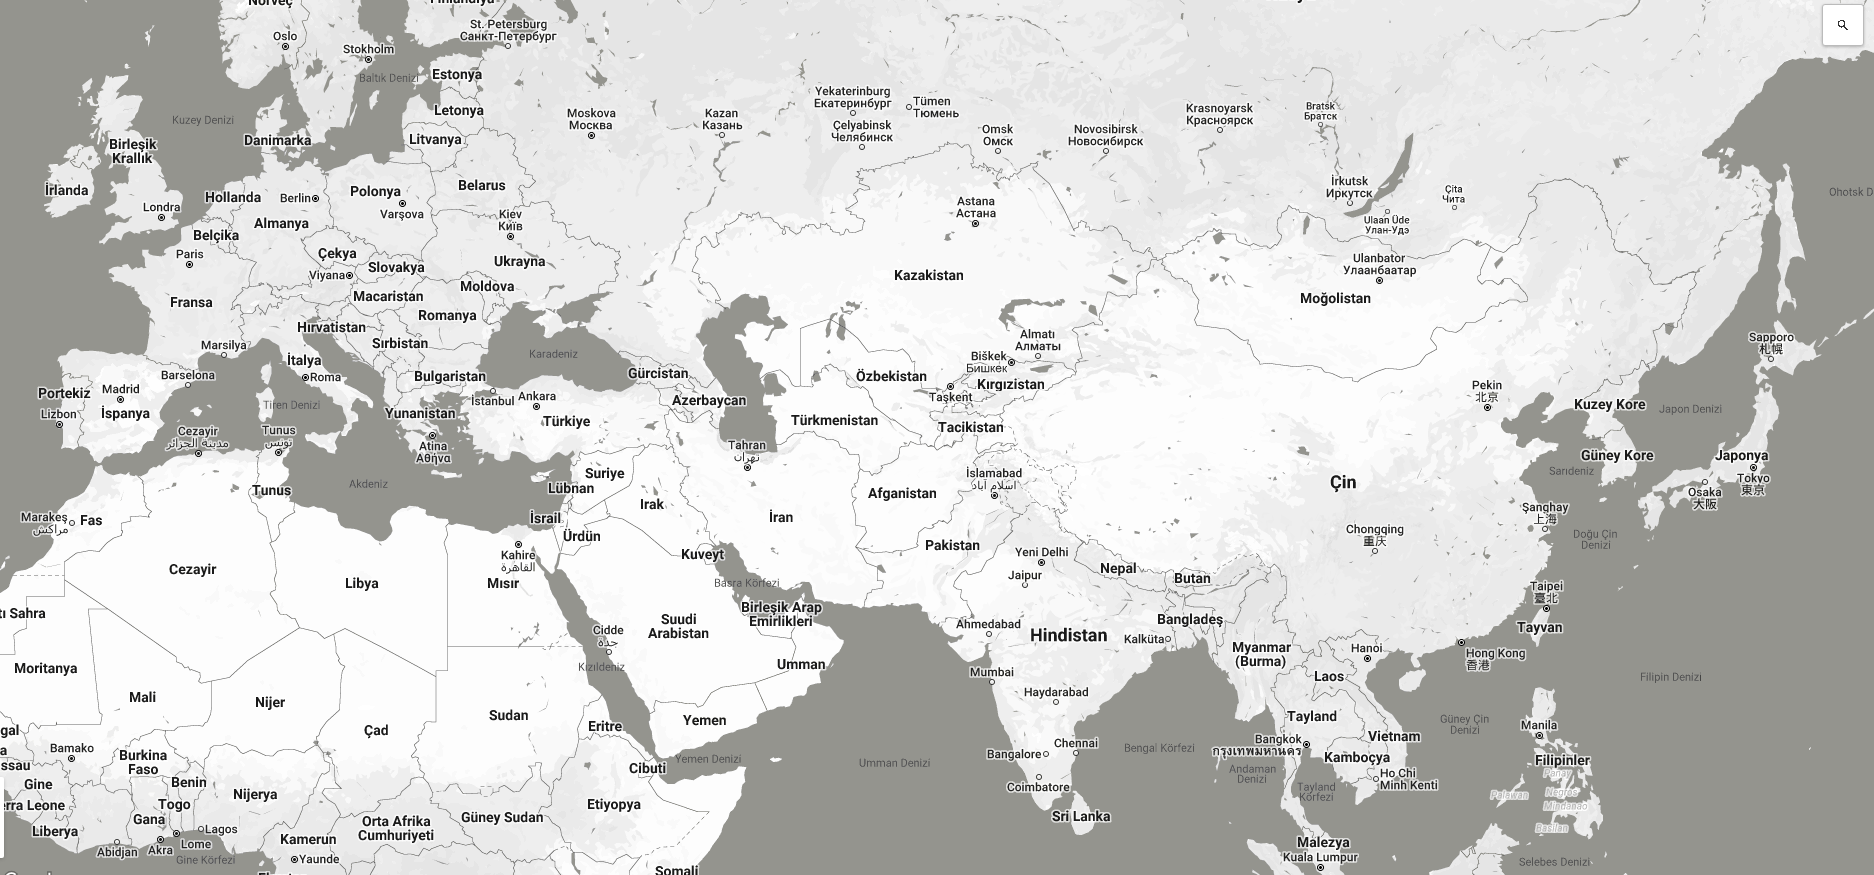 Oslo
Stokholm
St. Petersburg
Санкт-Петербург
Baltık Denizi
Estonya
Letonya
Litvanya
Kuzey Denizi
Danimarka
Birleşik
Krallık
İrlanda
Londra
Hollanda
Berlin
Polonya
Varşova
Belarus
Moskova
Москва
Kazan
Казань
Yekaterinburg
Екатеринбург
Tümen
Тюмень
Çelyabinsk
Челябинск
Omsk
Омск
Novosibirsk
Новосибирск
Krasnoyarsk
Красноярск
Bratsk
Братск
İrkutsk
Иркутск
Çita
Чита
Ulaan Üde
Улан-Удэ
Ohotsk D
Belçika
Almanya
Paris
Çekya
Viyana
Slovakya
Kiev
Київ
Ukrayna
Moldova
Macaristan
Romanya
Fransa
Hırvatistan
Sırbistan
Marsilya
İtalya
Roma
Barselona
Portekiz
Madrid
İspanya
Lizbon
Tiren Denizi
Bulgaristan
Karadeniz
İstanbul
Ankara
Türkiye
Yunanistan
Atina
Αθήνα
Gürcistan
Azerbaycan
Astana
Астана
Kazakistan
Ulanbator
Улаанбаатар
Moğolistan
Almatı
Алматы
Bişkek
Бишкек
Kırgızistan
Özbekistan
Taşkent
Türkmenistan
Tacikistan
Pekin
北京
Kuzey Kore
Güney Kore
Japon Denizi
Sapporo
札幌
Japonya
Tokyo
東京
Osaka
大阪
Sarıdeniz
Cezayir
مدينة الجزائر
Tunus
تونس
Akdeniz
Tunus
Marakeş
مراكش
Fas
Tahran
تهران
Suriye
Lübnan
Irak
İsrail
Ürdün
İran
Afganistan
İslamabad
اسلام آباد
Çin
Şanghay
上海
Chongqing
重庆
Doğu Çin
Denizi
Cezayir
Libya
Kahire
القاهرة
Mısır
Kuveyt
Basra Körfezi
Pakistan
Yeni Delhi
Jaipur
Nepal
Butan
Taipei
臺北
Tayvan
tı Sahra
Suudi
Arabistan
Birleşik Arap
Emirlikleri
Cidde
جدة
Kızıldeniz
Umman
Ahmedabad
Hindistan
Kalküta
Bangladeş
Myanmar
(Burma)
Hanoi
Laos
Hong Kong
香港
Filipin Denizi
Moritanya
Mali
Nijer
Çad
Sudan
Eritre
Yemen
Mumbai
Haydarabad
Tayland
Güney Çin
Denizi
Manila
gal
Bamako
Burkina
Faso
Cibuti
Yemen Denizi
Umman Denizi
Bangalore
Chennai
Bengal Körfezi
Bangkok
กรุงเทพมหานคร
Vietnam
Kamboçya
Filipinler
Panay
ssau
Gine
Benin
Nijerya
Etiyopya
Coimbatore
Andaman
Denizi
Tayland
Körfezi
Ho Chi
Minh Kenti
Palawan
Negros
Mindanao
Basilan
erra Leone
Togo
Gana
Liberya
Lagos
Lome
Akra
Abidjan
Gine Körfezi
Kamerun
Yaunde
Orta Afrika
Cumhuriyeti
Güney Sudan
Sri Lanka
Malezya
Kuala Lumpur
Selebes Denizi
Somali